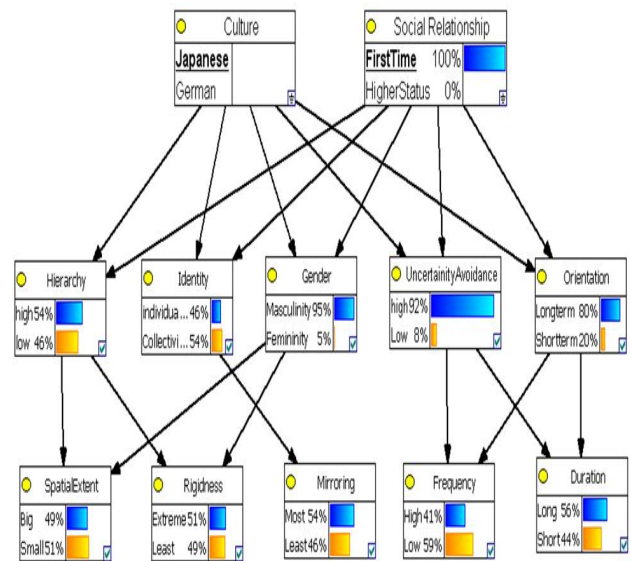 Culture
Japanese
German
Social Relationship
FirstTime 100%
HigherStatus 0%
Hierarchy
high 54%
low 46%
Identity
individua ... 46%
Collectivi ... 54%
Gender
Masculinity 95%
Femininity 5%
UncertainityAvoidance
high 92%
Low 8%
Orientation
Longterm 80%
Shortterm 20%
SpatialExtent
Big 49%
Small 51%
Rigidness
Extreme 51%
Least 49%
Mirroring
Most 54%
Least 46%
Frequency
High 41%
Low 59%
Duration
Long 56%
Short 44%